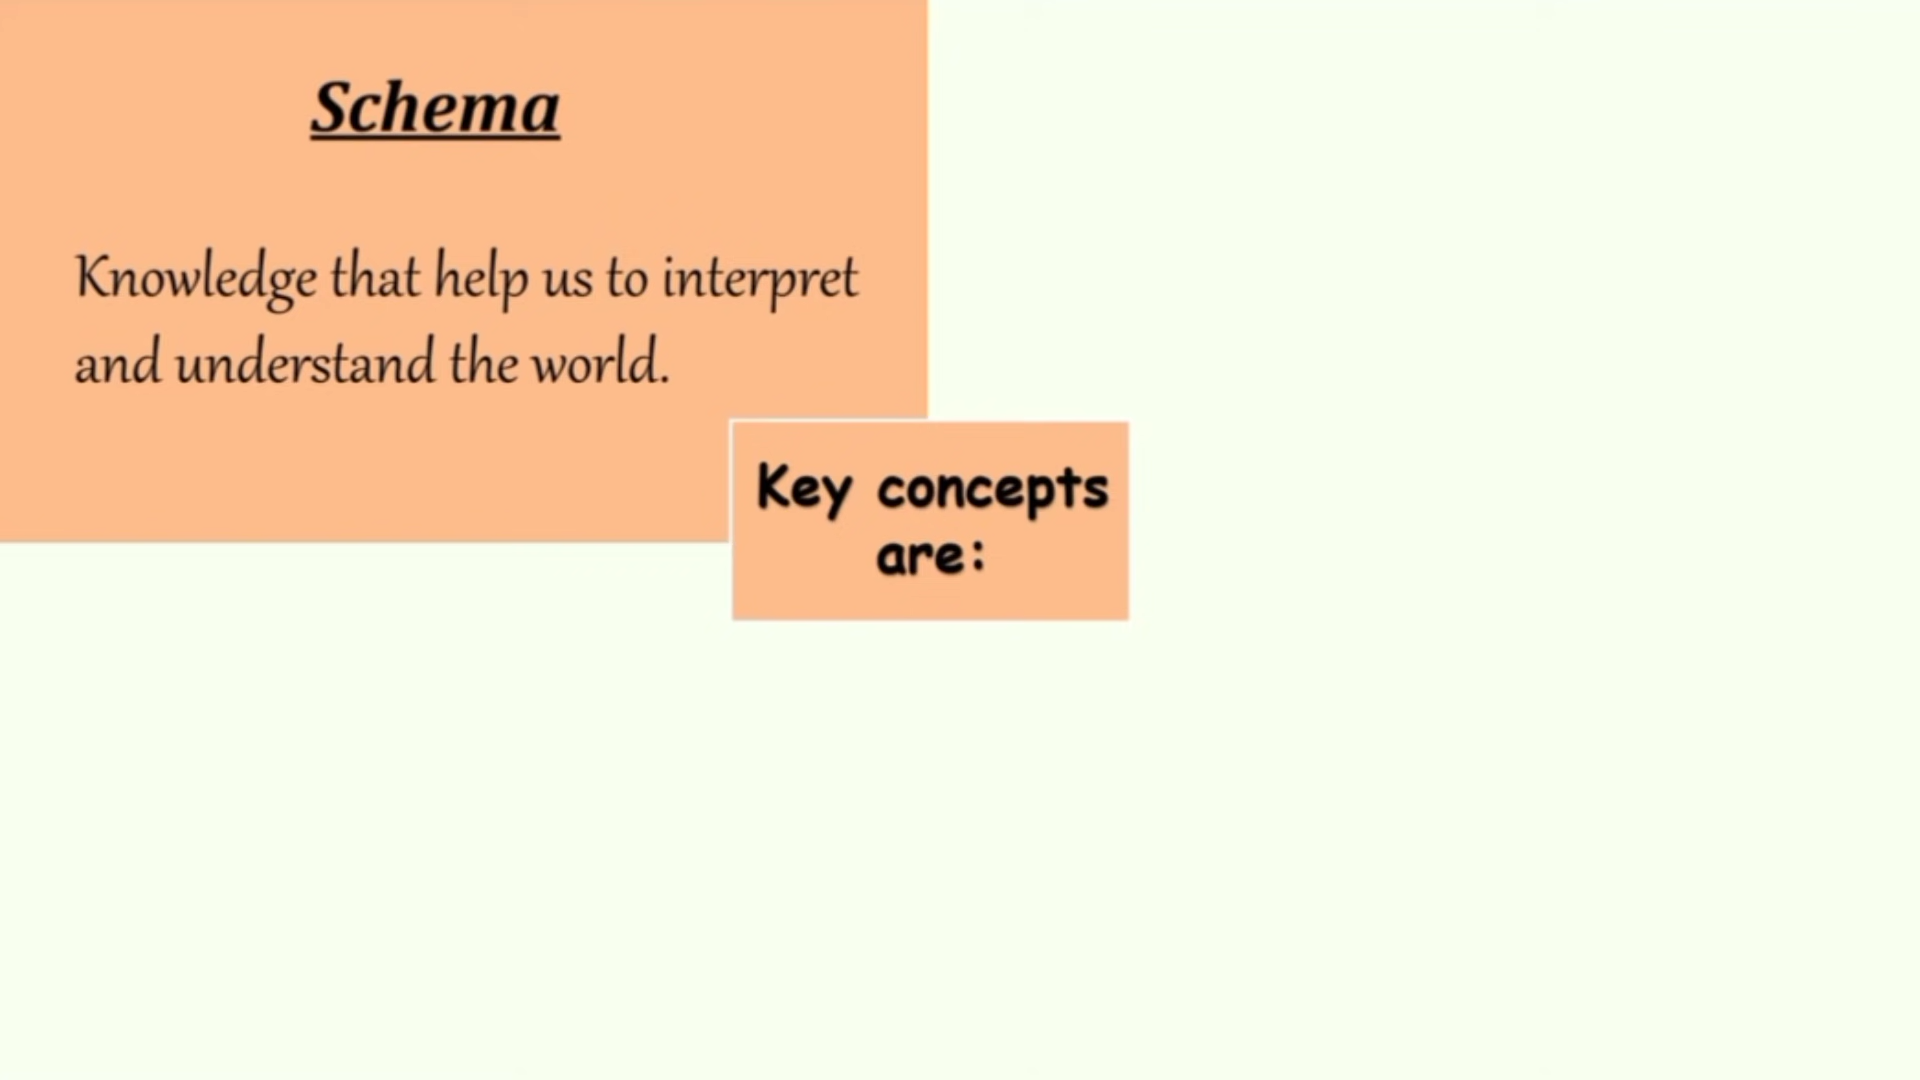 Schema
Knowledge that help us to interpret
and understand the world.
Key concepts
are: